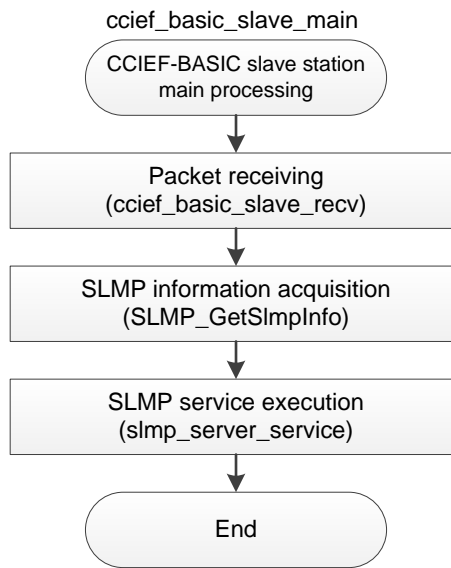 ccief_basic_slave_main
CCIEF-BASIC slave station
main processing
Packet receiving
(ccief_basic_slave_recv)
SLMP information acquisition
(SLMP_GetSlmpInfo)
SLMP service execution
(slmp_server_service)
End